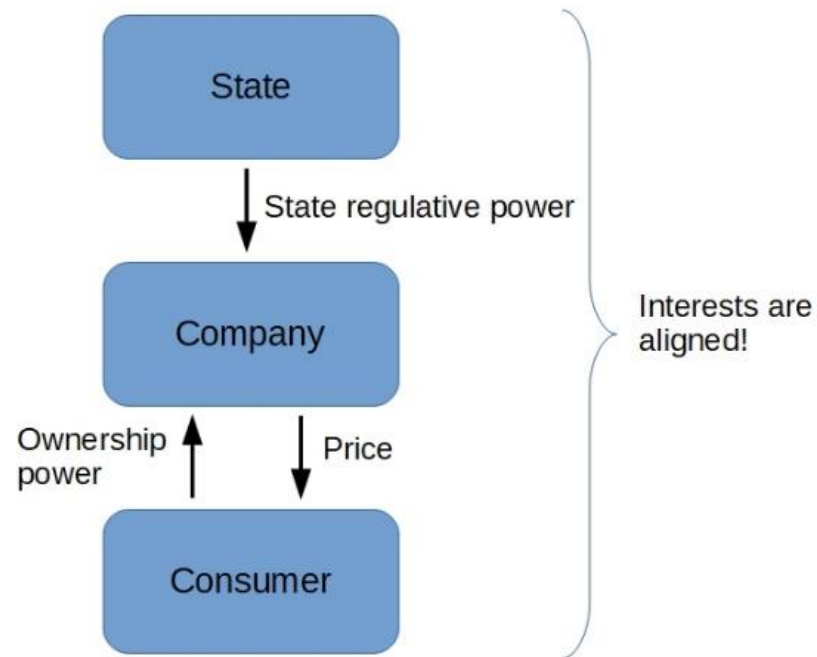 State
State regulative power
Company
Interests are
aligned!
Ownership
power
Price
Consumer